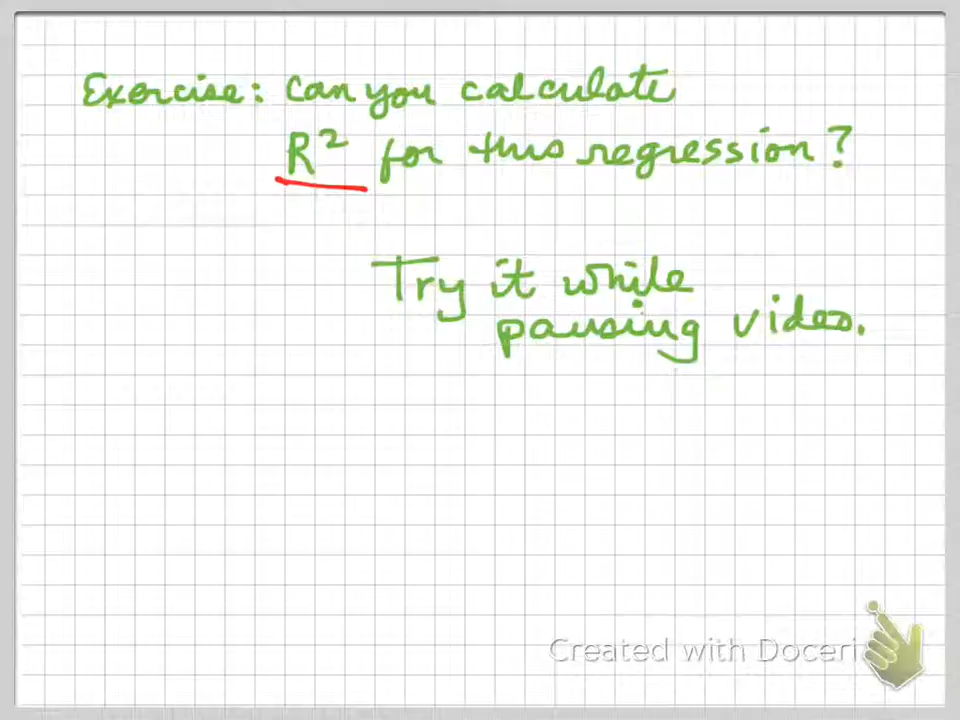 Exercise: Can you calculate
R² for this regression?
Try it while
pausing video.
Created with Doceri